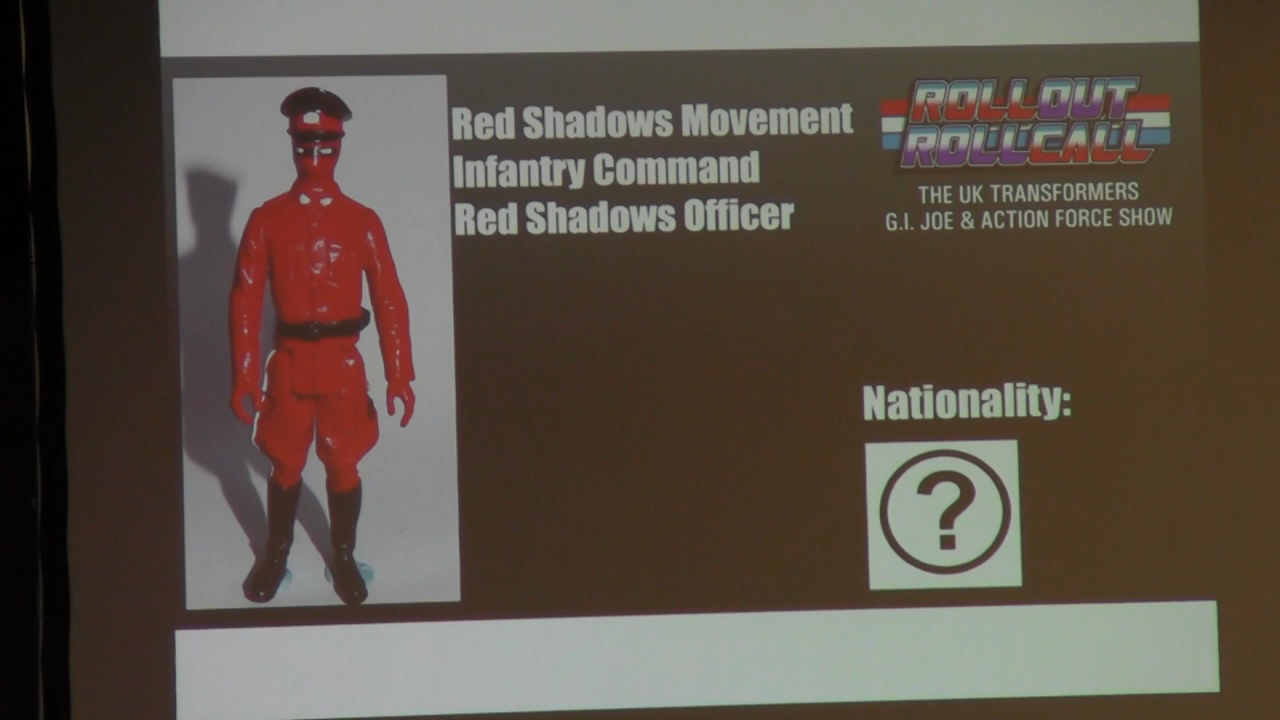 Red Shadows Movement
Infantry Command
Red Shadows Officer
ROLLOUT
ROLLCALL
THE UK TRANSFORMERS
G.I. JOE & ACTION FORCE SHOW
Nationality:
?